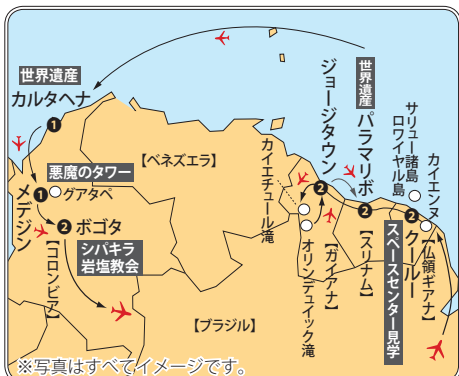 世界遺産
カルタヘナ
1
悪魔のタワー
1
グアタペ
メデジン
2 ボゴタ
【コロンビア】
シパキラ
岩塩教会
【ベネズエラ】
カイエチュール滝
ジョージタウン
2
オリンデュイック滝
【ガイアナ】
世界遺産
パラマリボ
2
【スリナム】
サリュー諸島
ロワイヤル島
カイエンヌ
2
クールー
スペースセンター見学
【仏領ギアナ】
【ブラジル】
※写真はすべてイメージです。